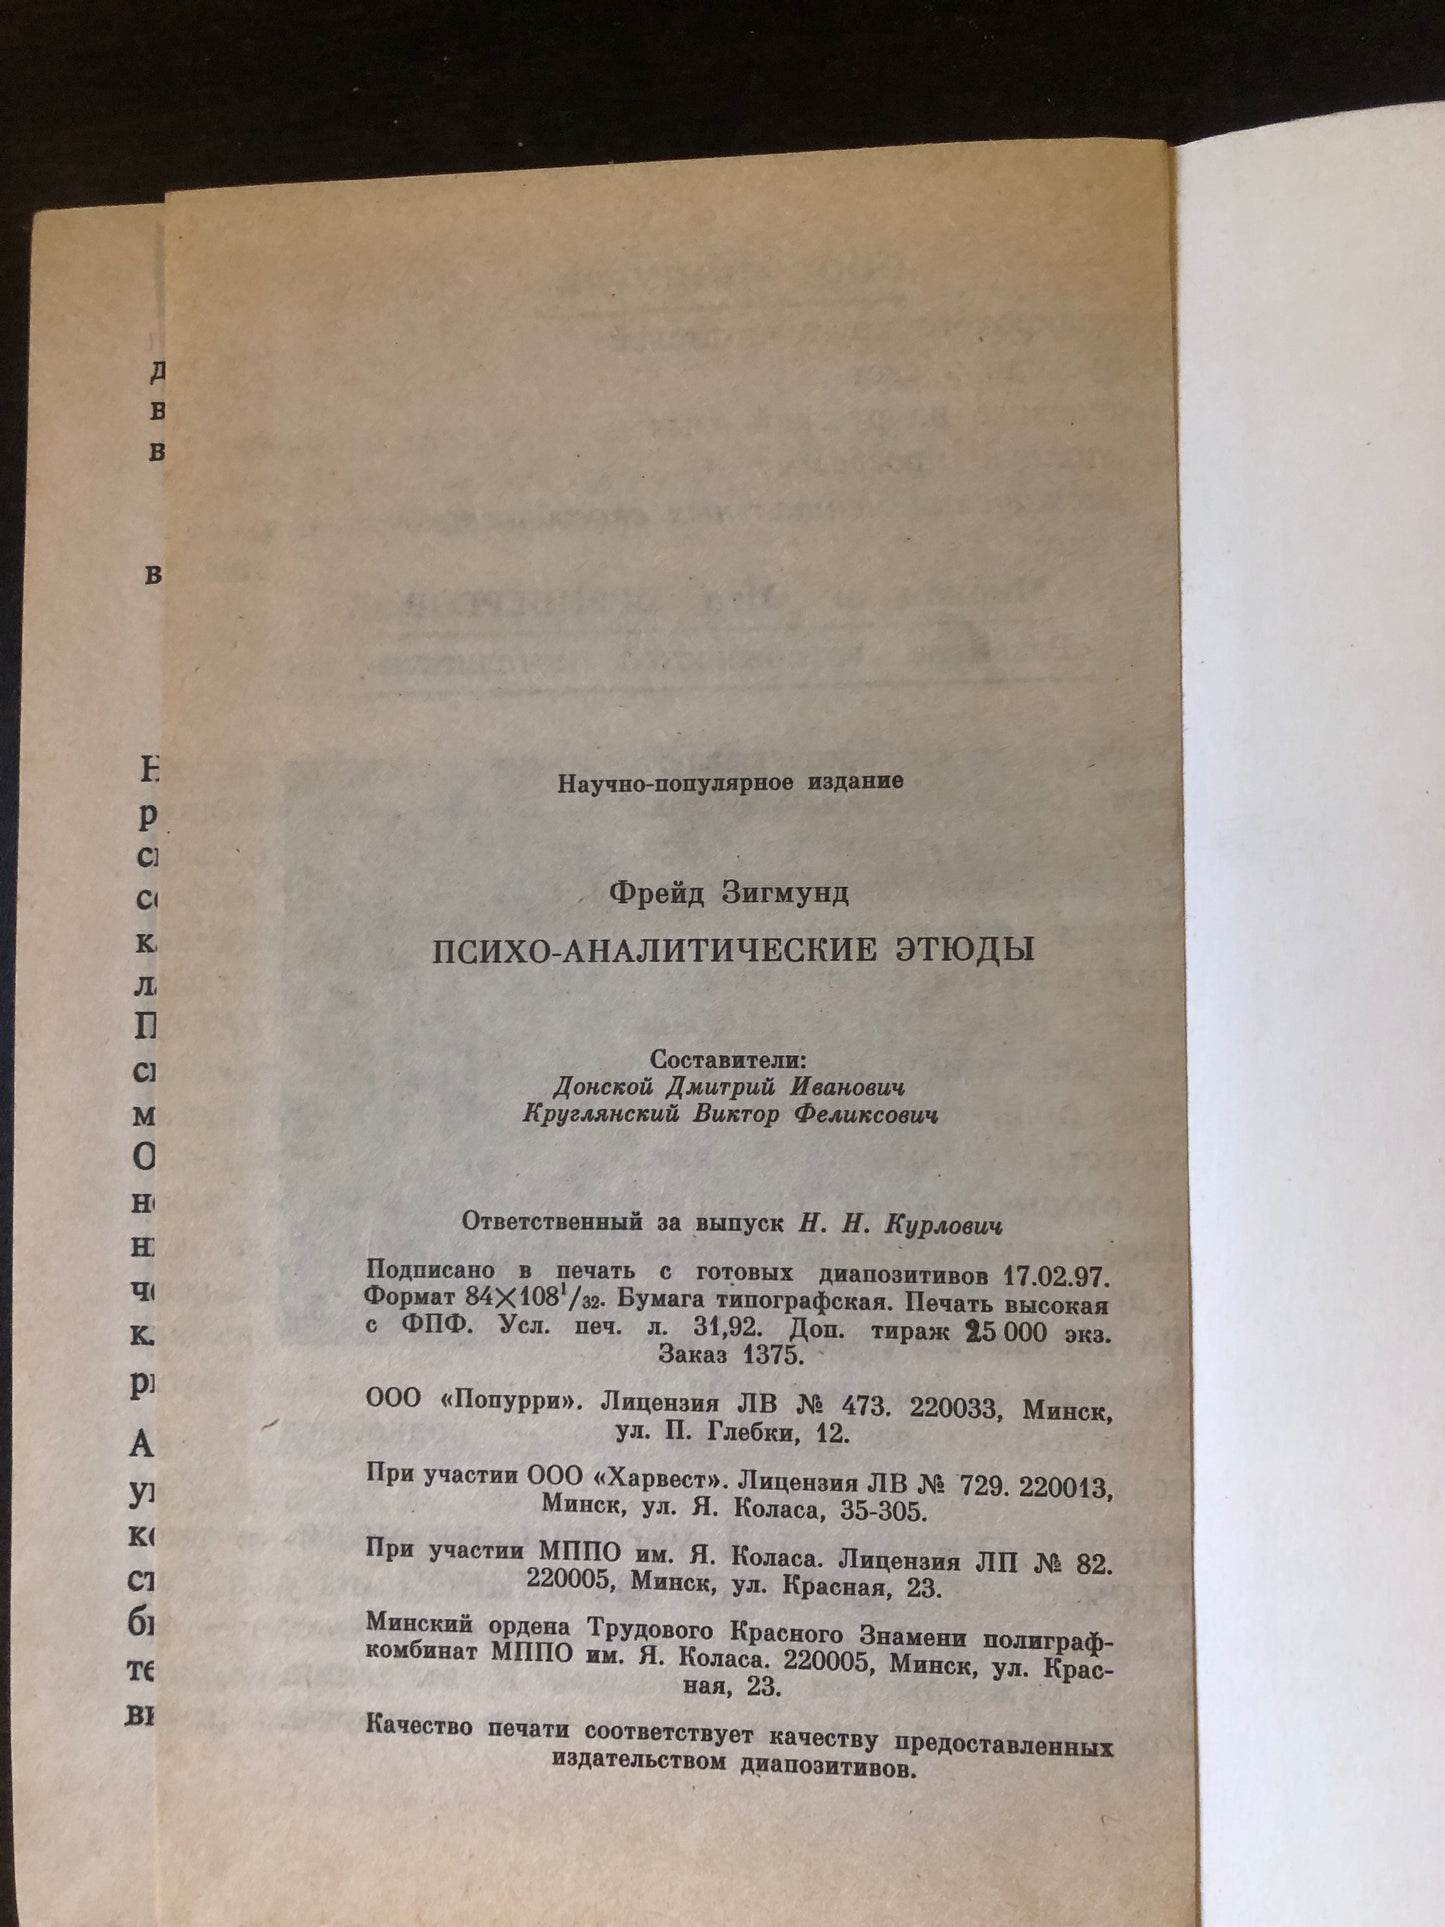 Научно-популярное издание
Фрейд Зигмунд
ПСИХО-АНАЛИТИЧЕСКИЕ ЭТЮДЫ
Составители:
Донской Дмитрий Иванович
Круглянский Виктор Феликсович
Ответственный за выпуск Н. Н. Курлович
Подписано в печать с готовых диапозитивов 17.02.97.
Формат 84×108¹/₃₂. Бумага типографская. Печать высокая
с ФПФ. Усл. печ. л. 31,92. Доп. тираж 25 000 экз.
Заказ 1375.
ООО «Попурри». Лицензия ЛВ № 473. 220033, Минск,
ул. П. Глебки, 12.
При участии ООО «Харвест». Лицензия ЛВ № 729. 220013,
Минск, ул. Я. Коласа, 35-305.
При участии МППО им. Я. Коласа. Лицензия ЛП № 82.
220005, Минск, ул. Красная, 23.
Минский ордена Трудового Красного Знамени полиграф-
комбинат МППО им. Я. Коласа. 220005, Минск, ул. Крас-
ная, 23.
Качество печати соответствует качеству предоставленных
издательством диапозитивов.